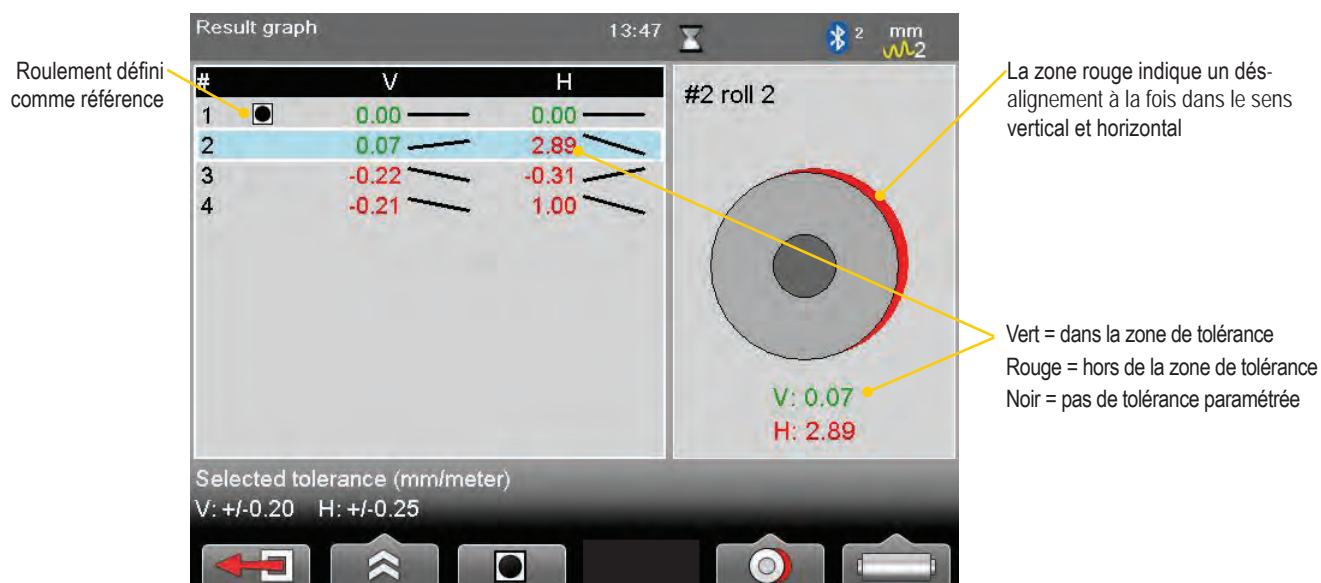 Result graph 13:47 2 mm 2
Roulement défini
comme référence
# V H
1 0.00 0.00
2 0.07 2.89
3 -0.22 -0.31
4 -0.21 1.00
#2 roll 2
V: 0.07
H: 2.89
La zone rouge indique un dés-
alignement à la fois dans le sens
vertical et horizontal
Vert = dans la zone de tolérance
Rouge = hors de la zone de tolérance
Noir = pas de tolérance paramétrée
Selected tolerance (mm/meter)
V: +/-0.20 H: +/-0.25